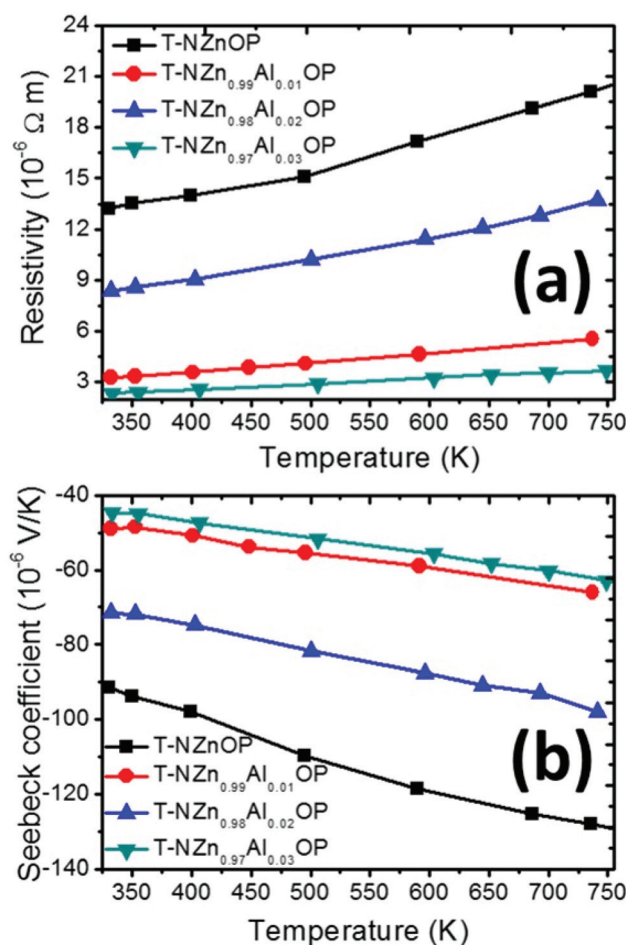 24
21
18
15
12
9
6
3
Resistivity (10⁻⁶ Ω m)
T-NZnOP
T-NZn₀.₉₉Al₀.₀₁OP
T-NZn₀.₉₈Al₀.₀₂OP
T-NZn₀.₉₇Al₀.₀₃OP
(a)
350 400 450 500 550 600 650 700 750
Temperature (K)
-40
-60
-80
-100
-120
-140
Seebeck coefficient (10⁻⁶ V/K)
T-NZnOP
T-NZn₀.₉₉Al₀.₀₁OP
T-NZn₀.₉₈Al₀.₀₂OP
T-NZn₀.₉₇Al₀.₀₃OP
(b)
350 400 450 500 550 600 650 700 750
Temperature (K)